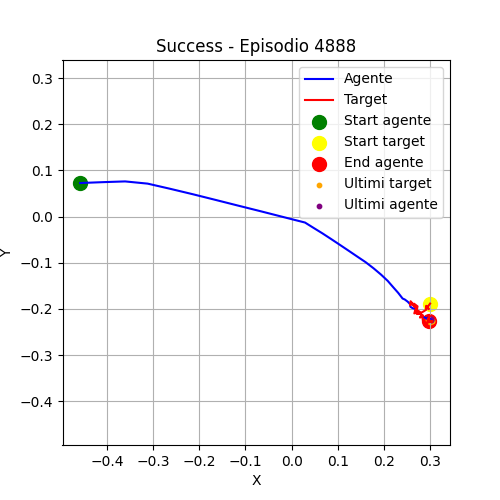 Success - Episodio 4888
Agente
Target
Start agente
Start target
End agente
Ultimi target
Ultimi agente
0.3
0.2
0.1
0.0
−0.1
−0.2
−0.3
−0.4
Y
−0.4 −0.3 −0.2 −0.1 0.0 0.1 0.2 0.3
X